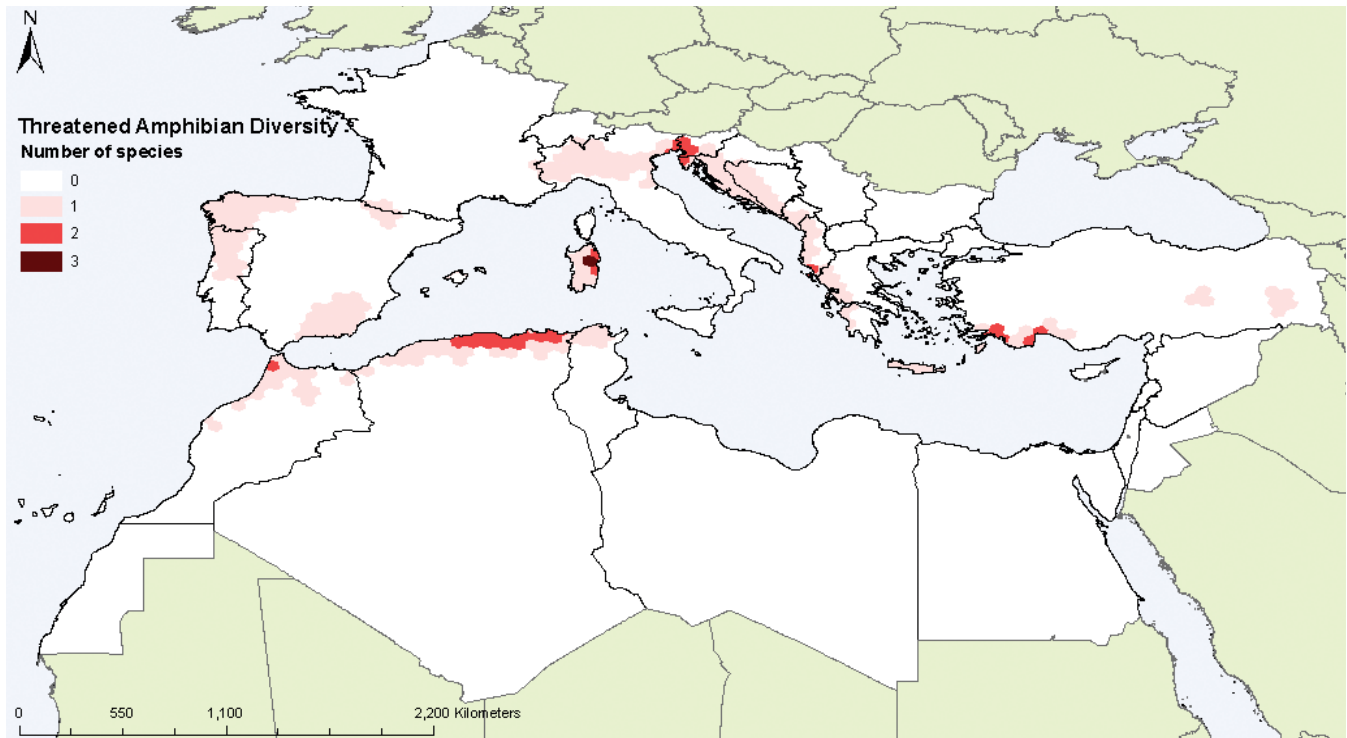 N
Threatened Amphibian Diversity
Number of species
0
1
2
3
0 550 1,100 2,200 Kilometers